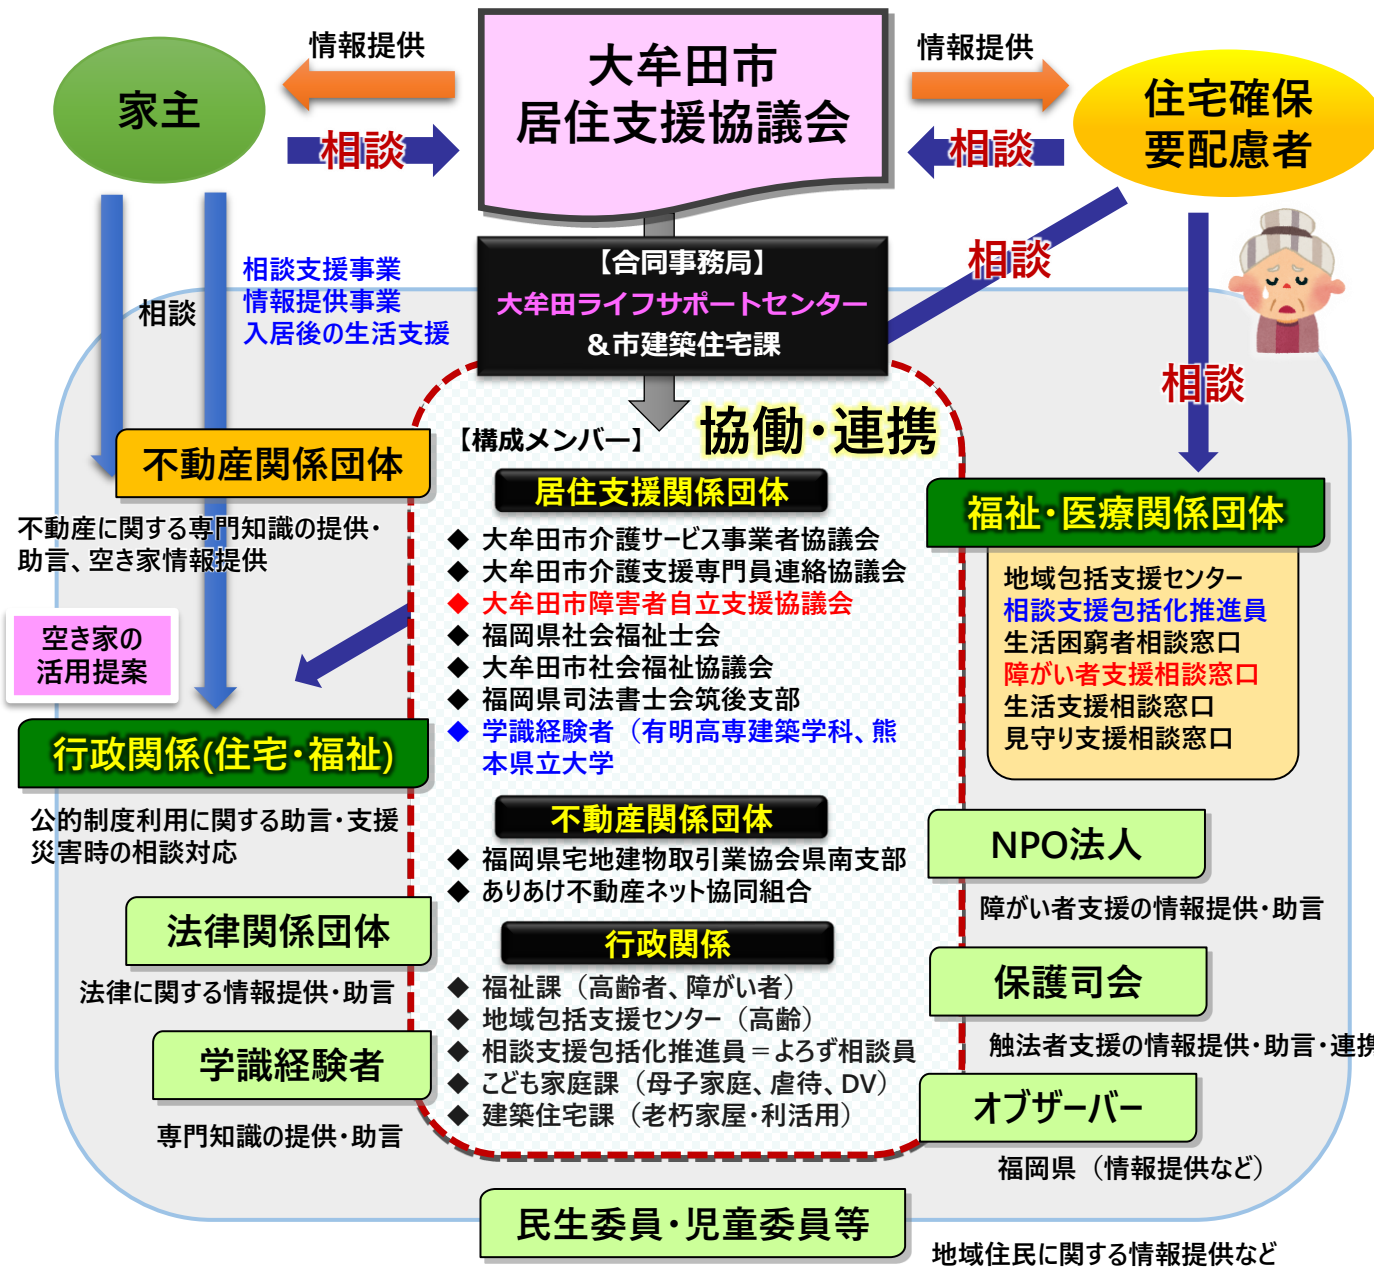 情報提供
大牟田市
居住支援協議会
情報提供
家主
住宅確保
要配慮者
相談
相談
【合同事務局】
大牟田ライフサポートセンター
＆市建築住宅課
相談支援事業
情報提供事業
入居後の生活支援
相談
相談
相談
協働・連携
【構成メンバー】
不動産関係団体
不動産に関する専門知識の提供・
助言、空き家情報提供
空き家の
活用提案
行政関係(住宅・福祉)
公的制度利用に関する助言・支援
災害時の相談対応
法律関係団体
法律に関する情報提供・助言
学識経験者
専門知識の提供・助言
居住支援関係団体
◆ 大牟田市介護サービス事業者協議会
◆ 大牟田市介護支援専門員連絡協議会
◆ 大牟田市障害者自立支援協議会
◆ 福岡県社会福祉士会
◆ 大牟田市社会福祉協議会
◆ 福岡県司法書士会筑後支部
◆ 学識経験者（有明高専建築学科、熊
本県立大学
不動産関係団体
◆ 福岡県宅地建物取引業協会県南支部
◆ ありあけ不動産ネット協同組合
行政関係
◆ 福祉課（高齢者、障がい者）
◆ 地域包括支援センター（高齢）
◆ 相談支援包括化推進員＝よろず相談員
◆ こども家庭課（母子家庭、虐待、DV）
◆ 建築住宅課（老朽家屋・利活用）
福祉・医療関係団体
地域包括支援センター
相談支援包括化推進員
生活困窮者相談窓口
障がい者支援相談窓口
生活支援相談窓口
見守り支援相談窓口
NPO法人
障がい者支援の情報提供・助言
保護司会
触法者支援の情報提供・助言・連携
オブザーバー
福岡県（情報提供など）
民生委員・児童委員等
地域住民に関する情報提供など